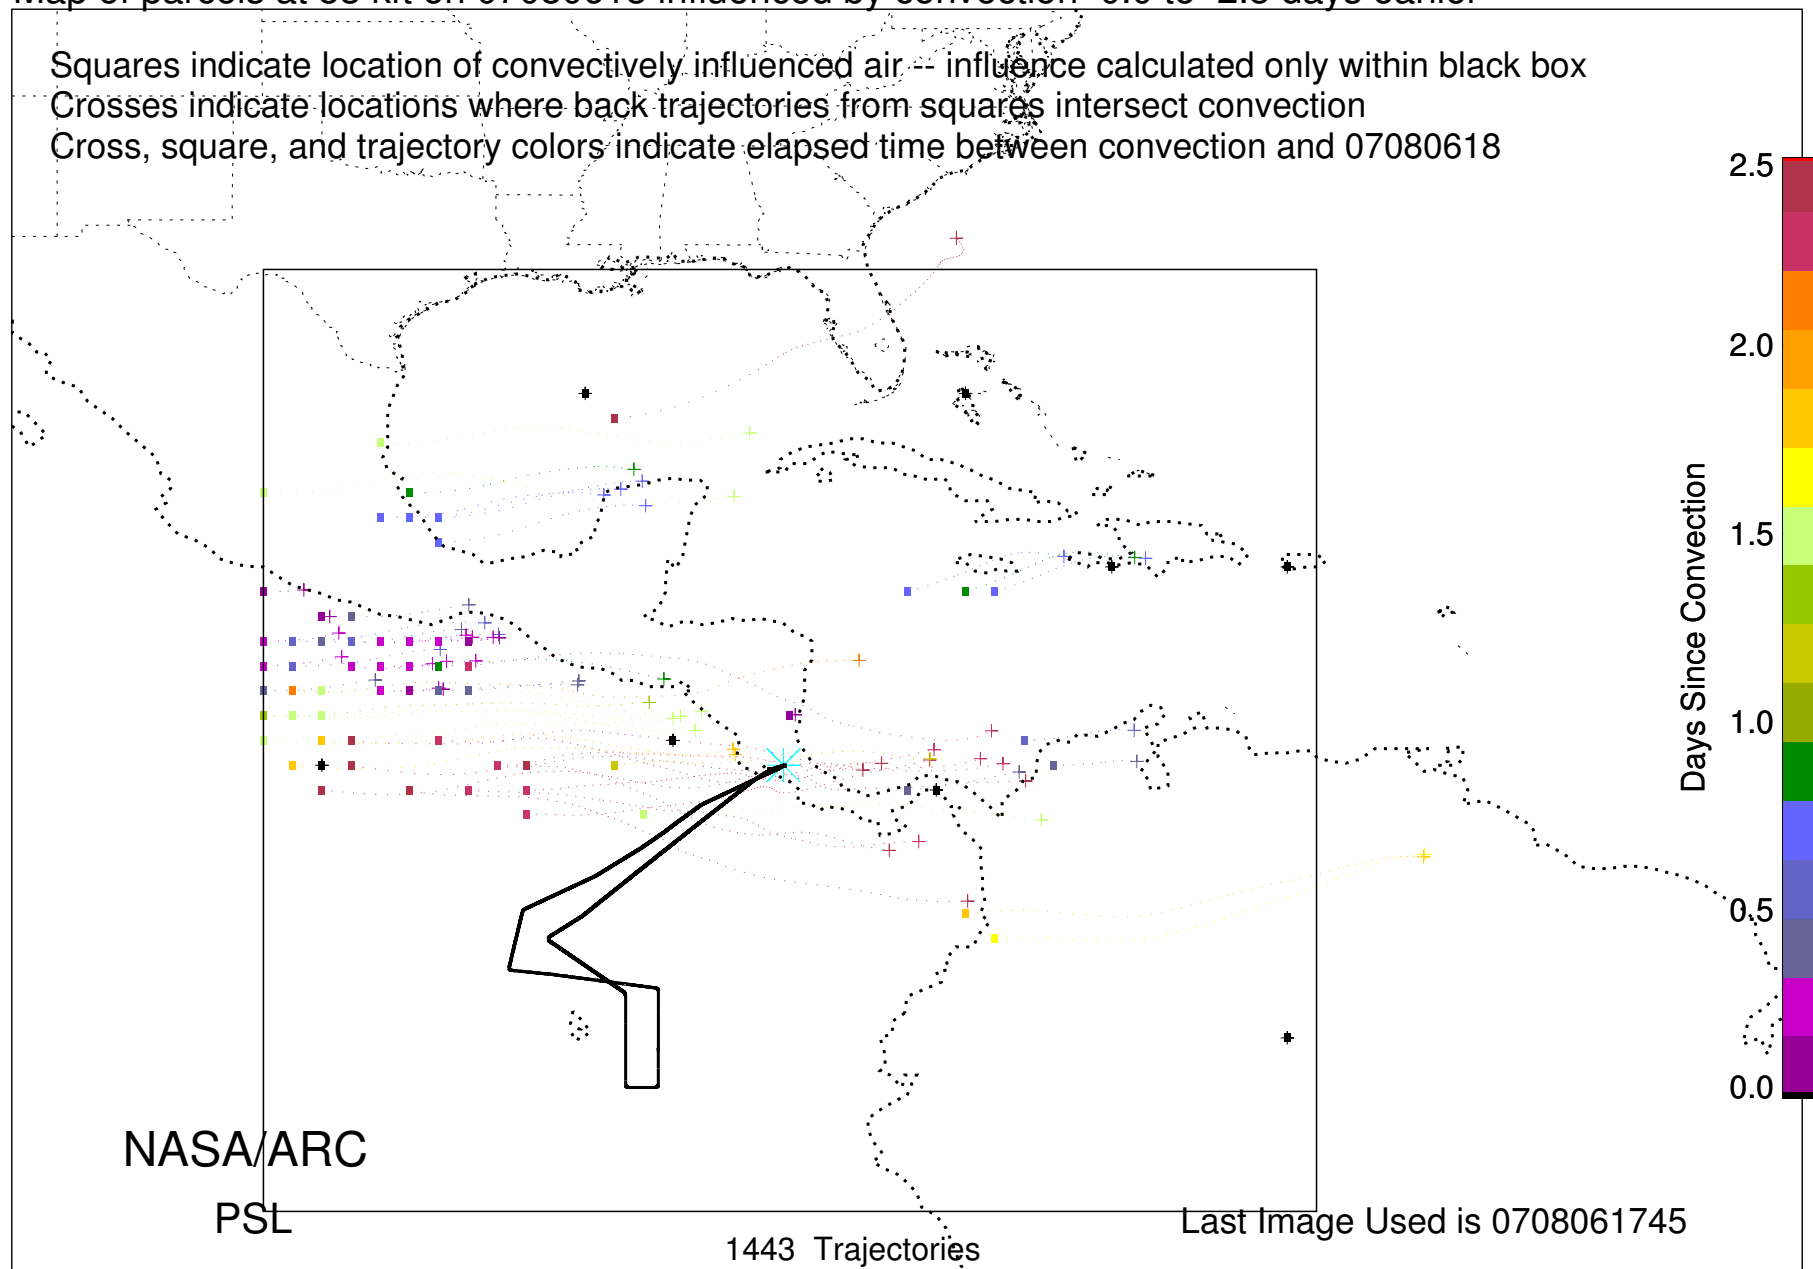 Squares indicate location of convectively influenced air -- influence calculated only within black box
Crosses indicate locations where back trajectories from squares intersect convection
Cross, square, and trajectory colors indicate elapsed time between convection and 07080618
2.5
2.0
1.5
1.0
0.5
0.0
Days Since Convection
NASA/ARC
PSL
Last Image Used is 0708061745
1443 Trajectories